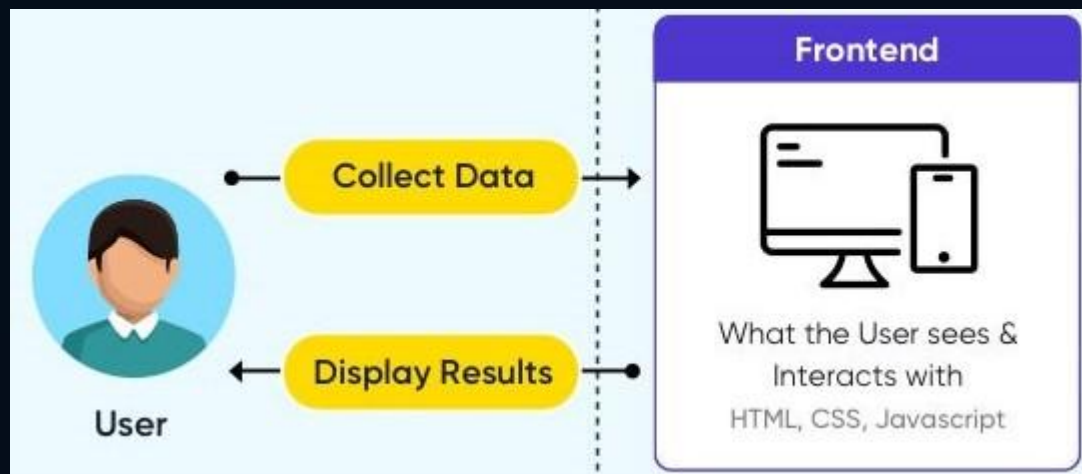 Frontend
Collect Data
Display Results
User
What the User sees &
Interacts with
HTML, CSS, Javascript